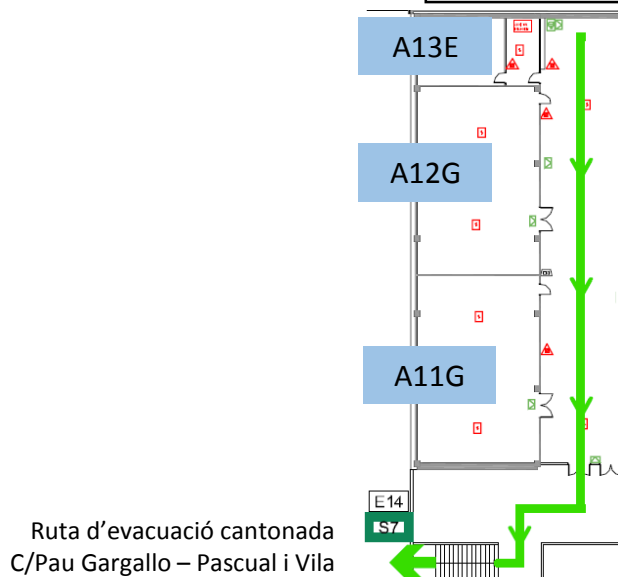 A13E
A12G
A11G
E14
S7
Ruta d’evacuació cantonada
C/Pau Gargallo – Pascual i Vila